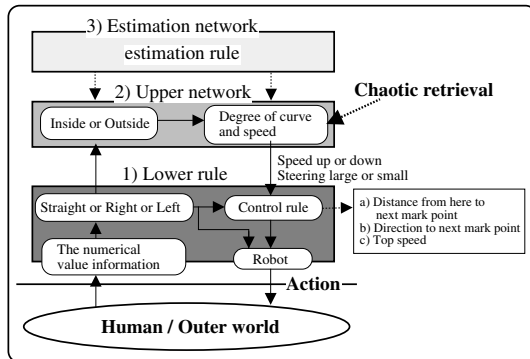 3) Estimation network
estimation rule
2) Upper network
Chaotic retrieval
Inside or Outside
Degree of curve
and speed
Speed up or down
Steering large or small
1) Lower rule
Straight or Right or Left
Control rule
a) Distance from here to
next mark point
b) Direction to next mark point
c) Top speed
The numerical
value information
Robot
Action
Human / Outer world